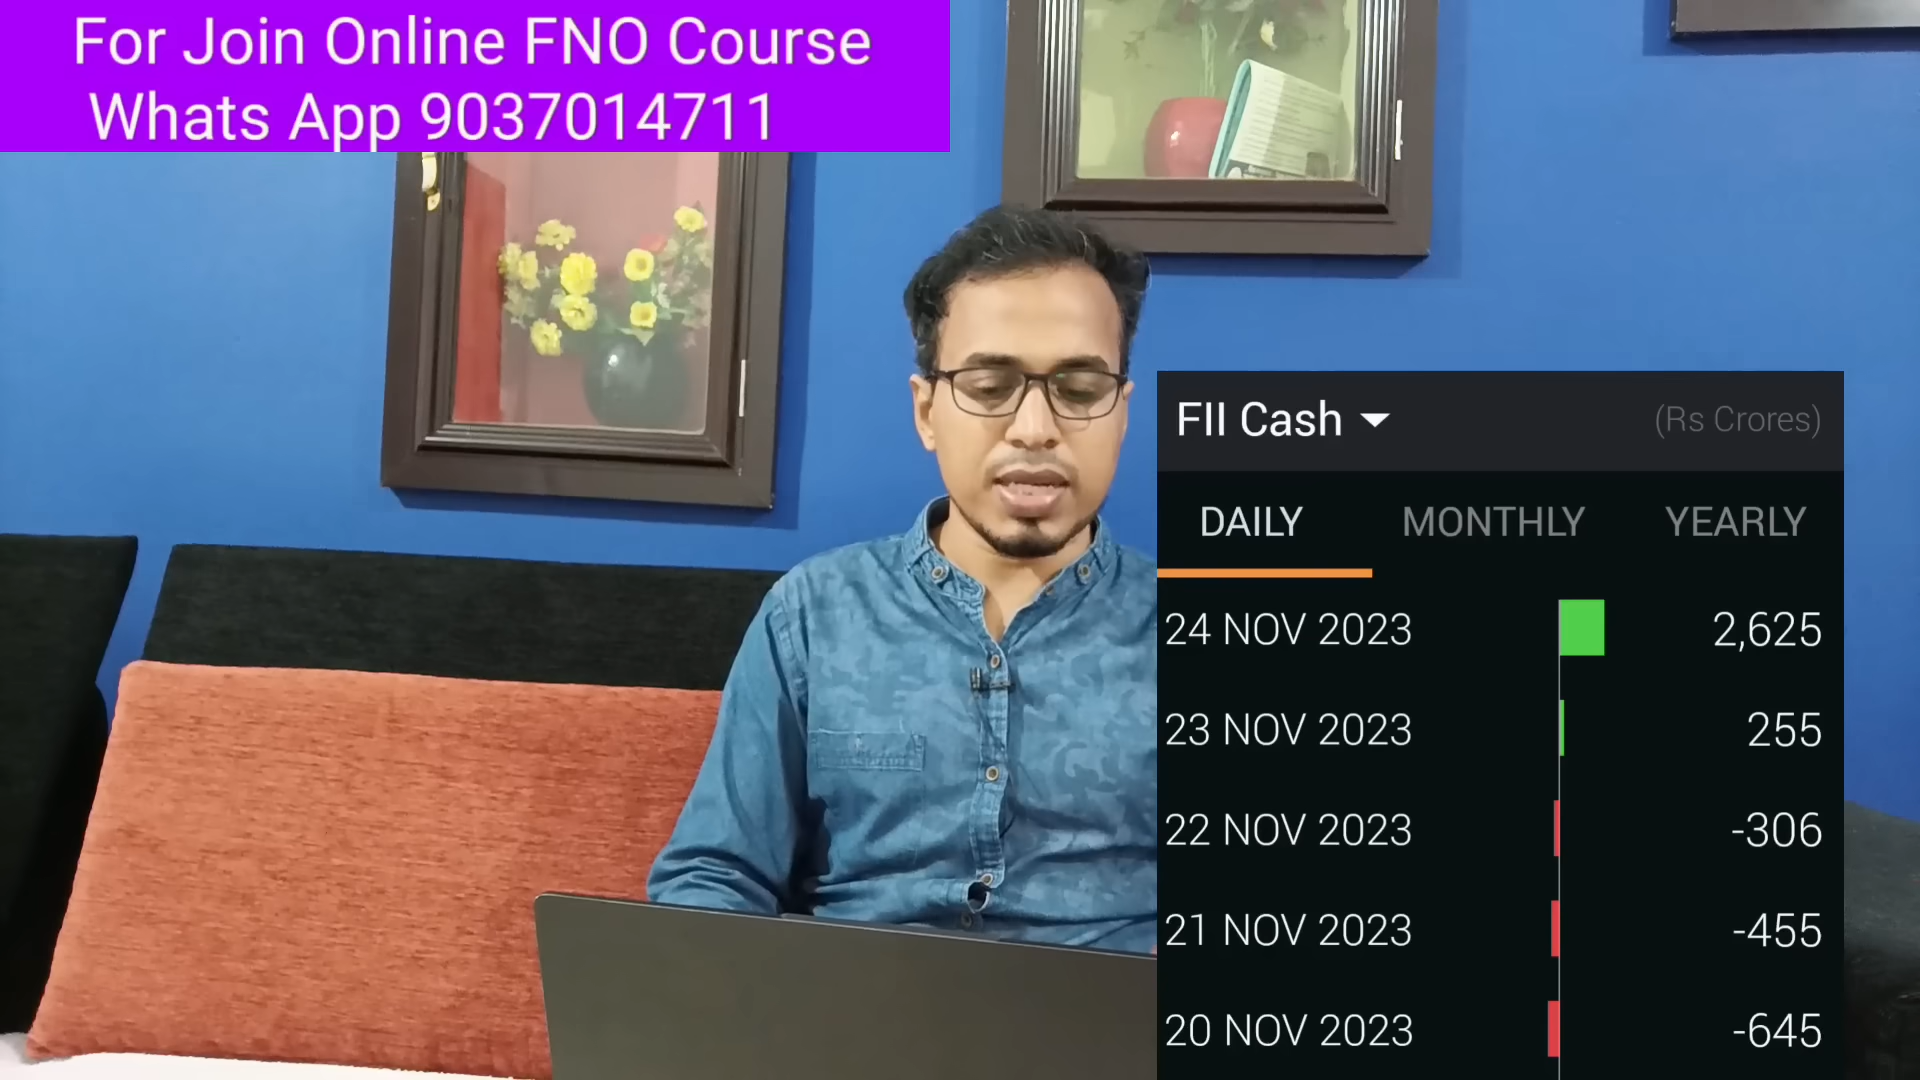 For Join Online FNO Course
Whats App 9037014711
FII Cash
(Rs Crores)
DAILY MONTHLY YEARLY
24 NOV 2023 2,625
23 NOV 2023 255
22 NOV 2023 -306
21 NOV 2023 -455
20 NOV 2023 -645